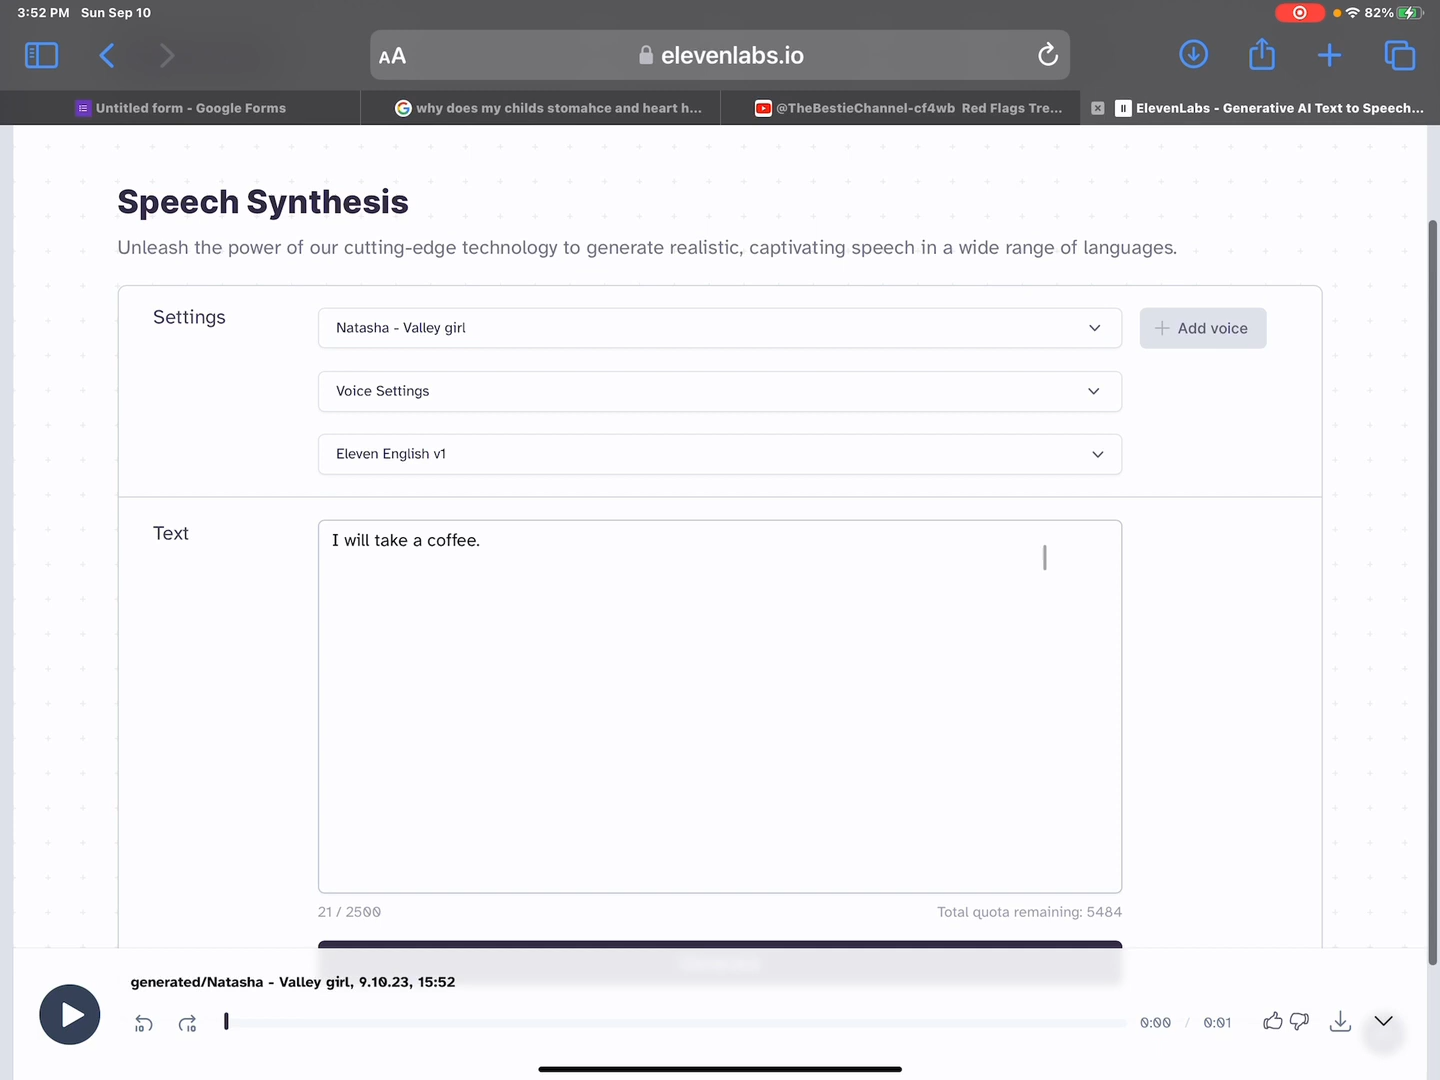 3:52 PM Sun Sep 10
82%
AA
elevenlabs.io
Untitled form - Google Forms
why does my childs stomahce and heart h...
@TheBestieChannel-cf4wb Red Flags Tre...
ElevenLabs - Generative AI Text to Speech...
Speech Synthesis
Unleash the power of our cutting-edge technology to generate realistic, captivating speech in a wide range of languages.
Settings
Natasha - Valley girl
+ Add voice
Voice Settings
Eleven English v1
Text
I will take a coffee.
21 / 2500
Total quota remaining: 5484
generated/Natasha - Valley girl, 9.10.23, 15:52
10
10
0:00 / 0:01